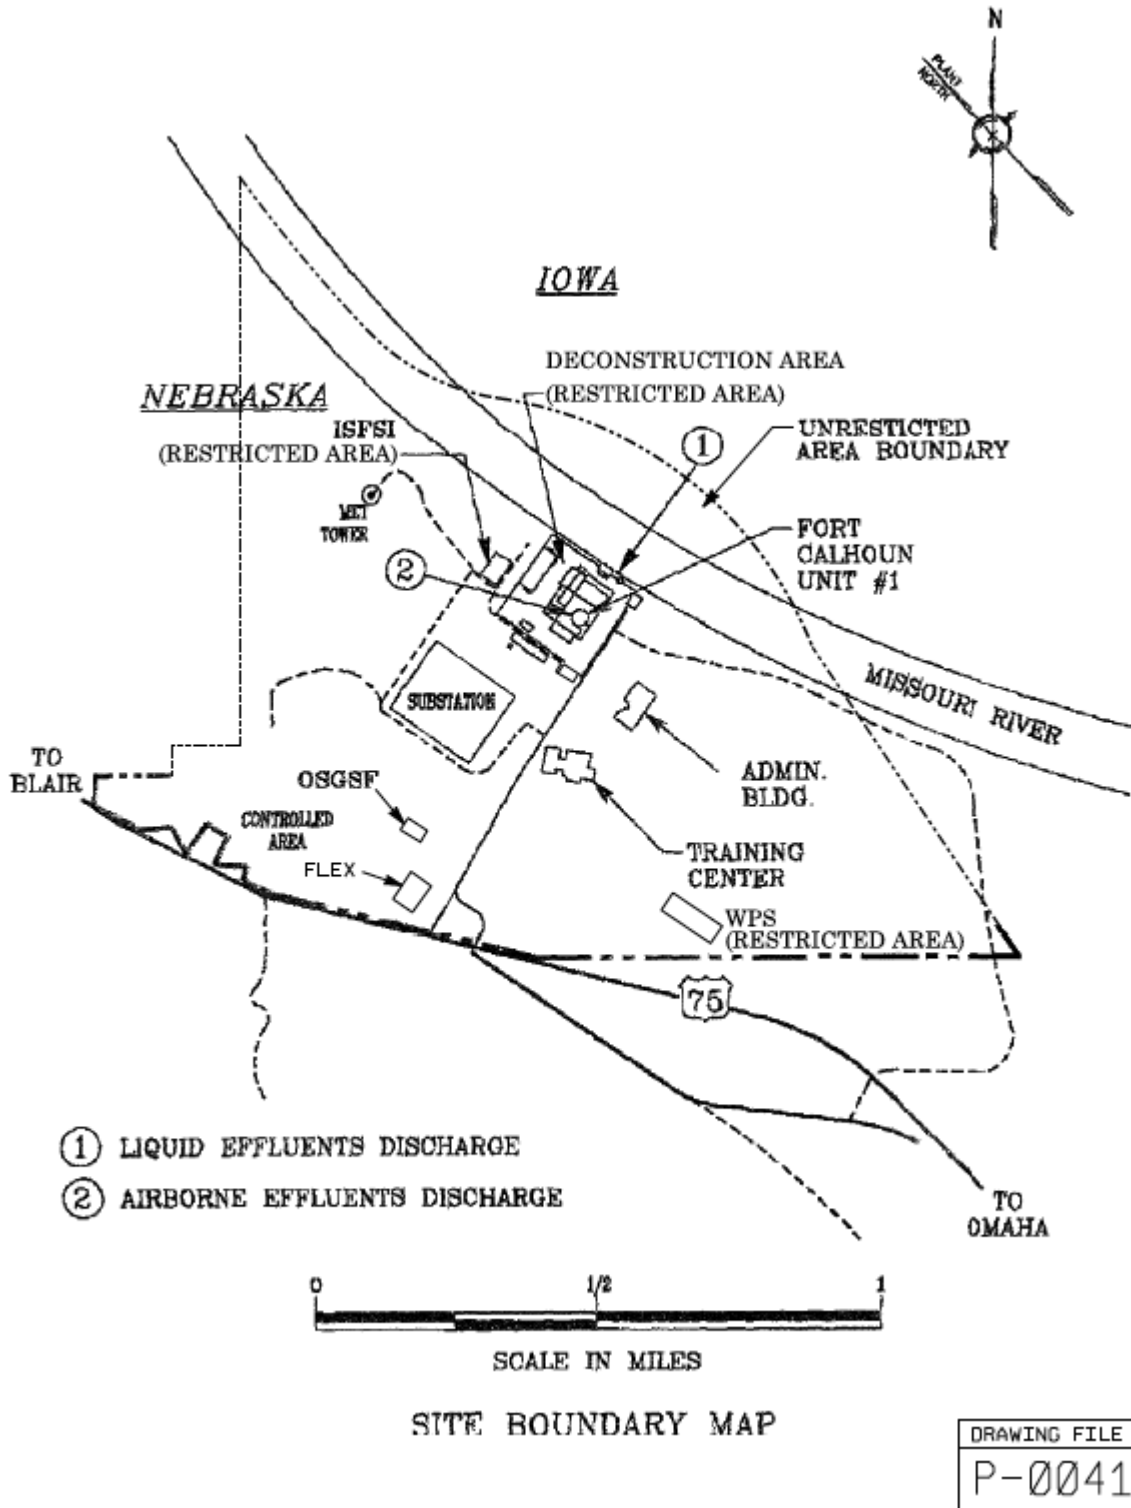 N
PLANT
NORTH
IOWA
DECONSTRUCTION AREA
(RESTRICTED AREA)
NEBRASKA
ISFSI
(RESTRICTED AREA)
1
UNRESTICTED
AREA BOUNDARY
MET
TOWER
2
FORT
CALHOUN
UNIT #1
SUBSTATION
MISSOURI RIVER
TO
BLAIR
OSGSF
ADMIN.
BLDG.
CONTROLLED
AREA
FLEX
TRAINING
CENTER
WPS
(RESTRICTED AREA)
75
1 LIQUID EFFLUENTS DISCHARGE
2 AIRBORNE EFFLUENTS DISCHARGE
TO
OMAHA
0 1/2 1
SCALE IN MILES
SITE BOUNDARY MAP
DRAWING FILE
P-0041